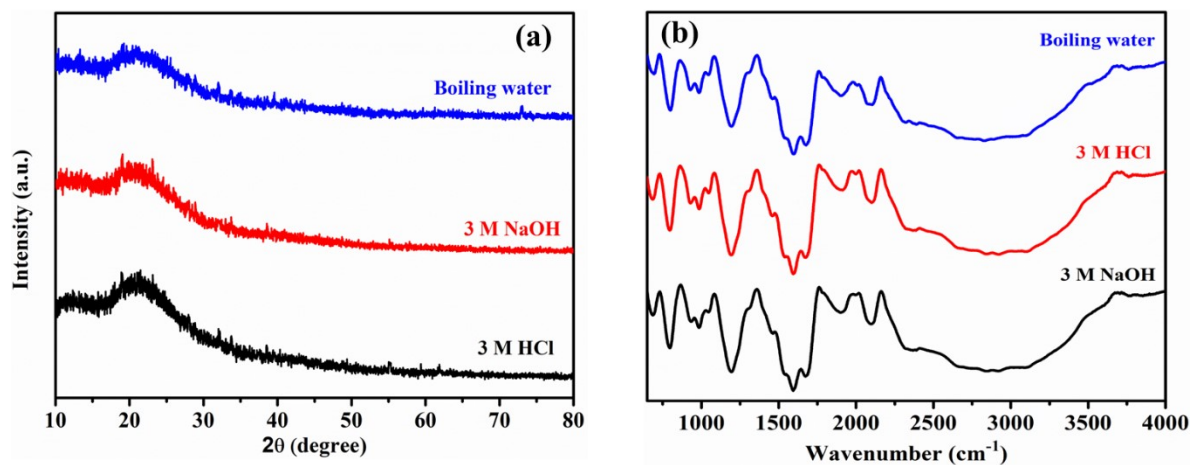 (a)
Boiling water
3 M NaOH
3 M HCl
Intensity (a.u.)
10 20 30 40 50 60 70 80
2θ (degree)
(b)
Boiling water
3 M HCl
3 M NaOH
1000 1500 2000 2500 3000 3500 4000
Wavenumber (cm⁻¹)